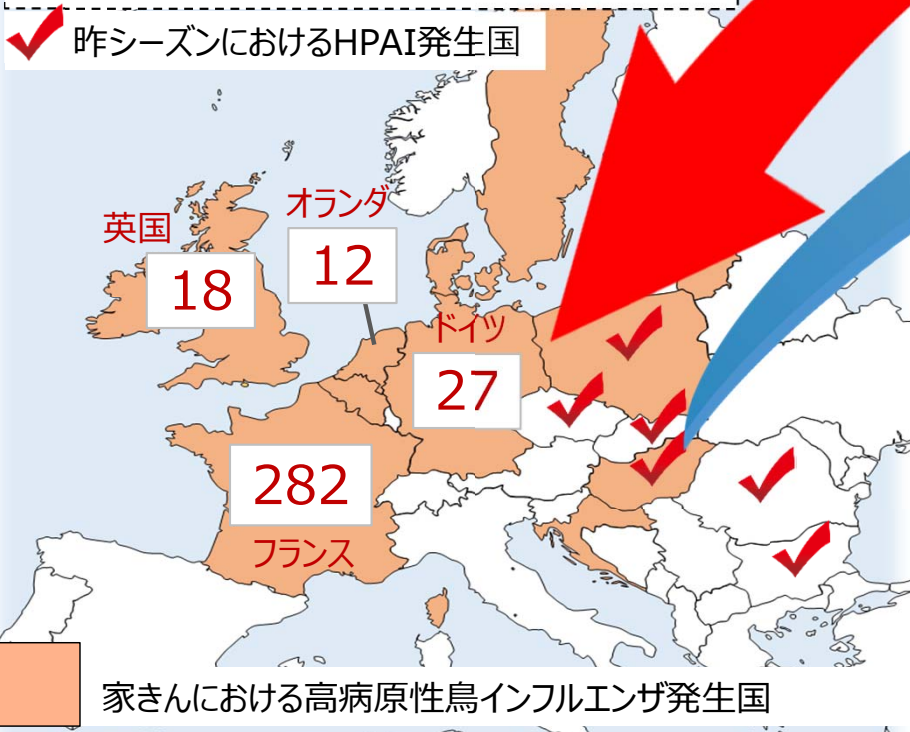 昨シーズンにおけるHPAI発生国
オランダ
英国
12
18
ドイツ
27
282
フランス
家きんにおける高病原性鳥インフルエンザ発生国